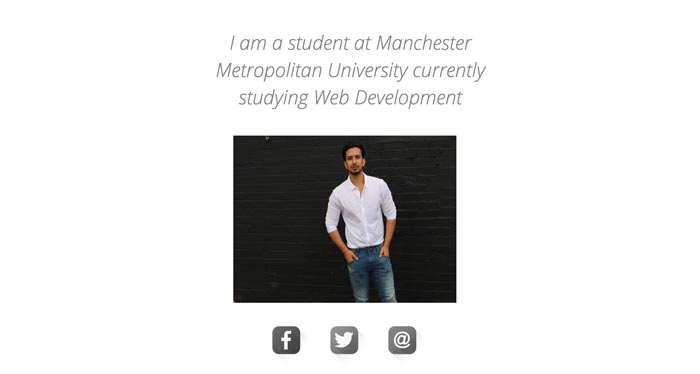 I am a student at Manchester
Metropolitan University currently
studying Web Development